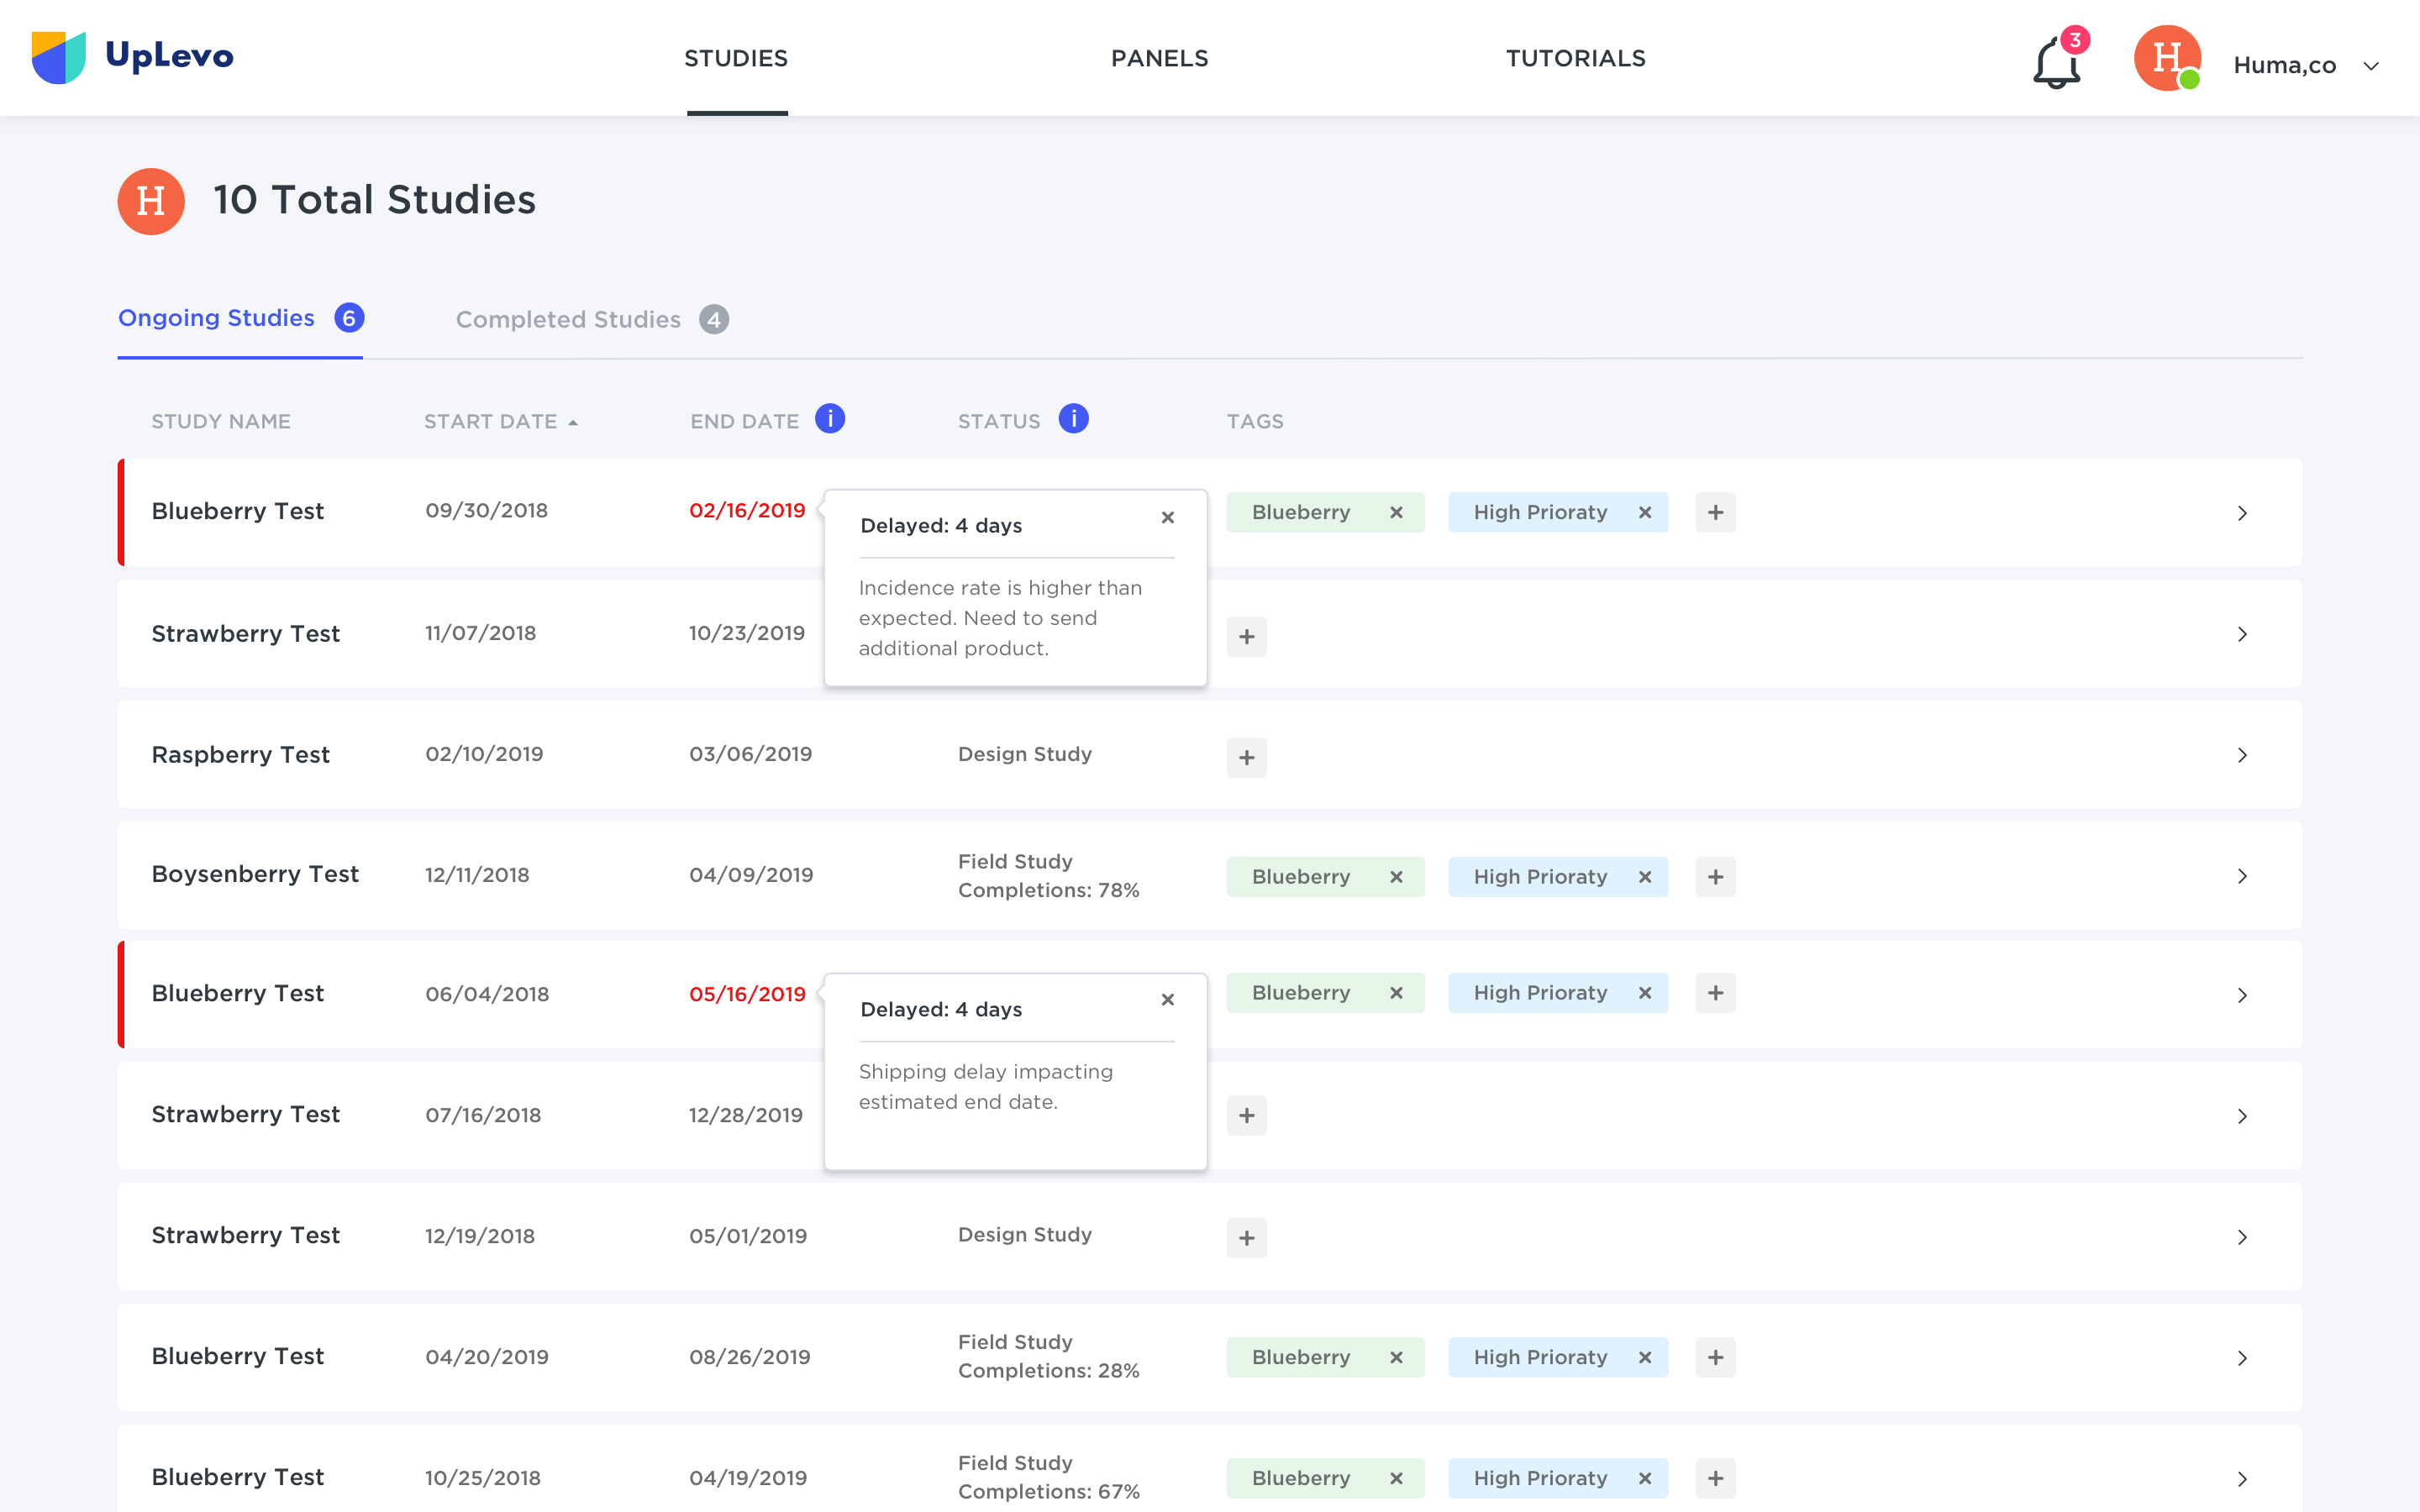 UpLevo
STUDIES
PANELS
TUTORIALS
3
H
Huma,co
H
10 Total Studies
Ongoing Studies 6
Completed Studies 4
STUDY NAME
START DATE
END DATE i
STATUS i
TAGS
Blueberry Test
09/30/2018
02/16/2019
Delayed: 4 days
Incidence rate is higher than
expected. Need to send
additional product.
Blueberry
High Prioraty
Strawberry Test
11/07/2018
10/23/2019
Raspberry Test
02/10/2019
03/06/2019
Design Study
Boysenberry Test
12/11/2018
04/09/2019
Field Study
Completions: 78%
Blueberry
High Prioraty
Blueberry Test
06/04/2018
05/16/2019
Delayed: 4 days
Shipping delay impacting
estimated end date.
Blueberry
High Prioraty
Strawberry Test
07/16/2018
12/28/2019
Strawberry Test
12/19/2018
05/01/2019
Design Study
Blueberry Test
04/20/2019
08/26/2019
Field Study
Completions: 28%
Blueberry
High Prioraty
Blueberry Test
10/25/2018
04/19/2019
Field Study
Completions: 67%
Blueberry
High Prioraty